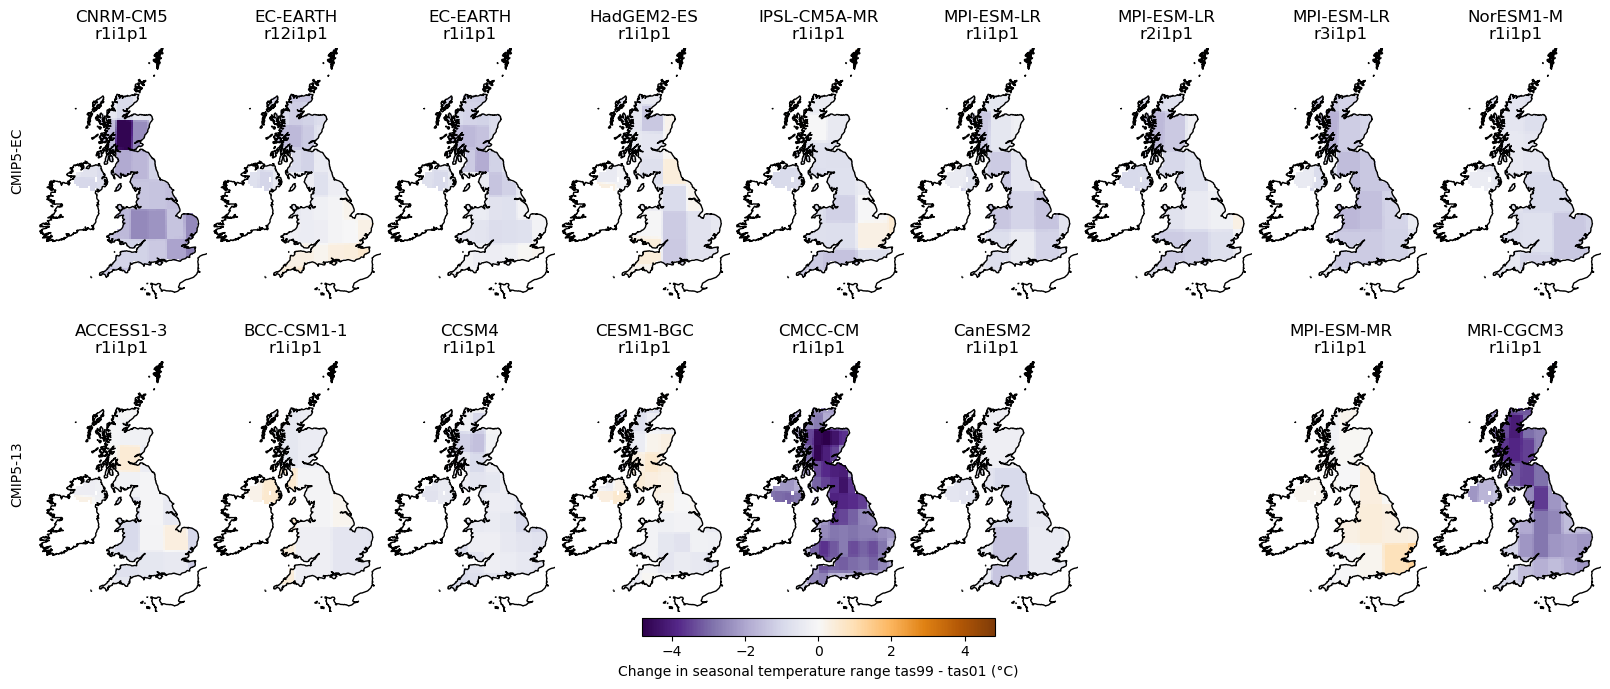 CNRM-CM5
r1i1p1
EC-EARTH
r12i1p1
EC-EARTH
r1i1p1
HadGEM2-ES
r1i1p1
IPSL-CM5A-MR
r1i1p1
MPI-ESM-LR
r1i1p1
MPI-ESM-LR
r2i1p1
MPI-ESM-LR
r3i1p1
NorESM1-M
r1i1p1
CMIP5-EC
ACCESS1-3
r1i1p1
BCC-CSM1-1
r1i1p1
CCSM4
r1i1p1
CESM1-BGC
r1i1p1
CMCC-CM
r1i1p1
CanESM2
r1i1p1
MPI-ESM-MR
r1i1p1
MRI-CGCM3
r1i1p1
CMIP5-13
−4 −2 0 2 4
Change in seasonal temperature range tas99 - tas01 (°C)